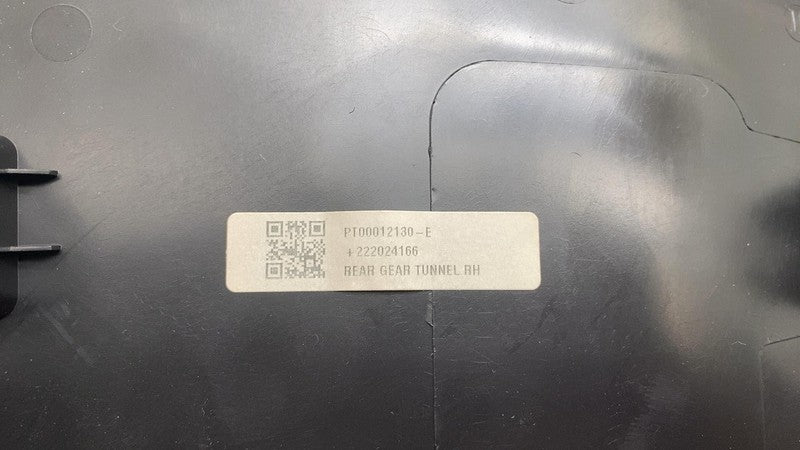 PT00012130-E
+222024166
REAR GEAR TUNNEL RH